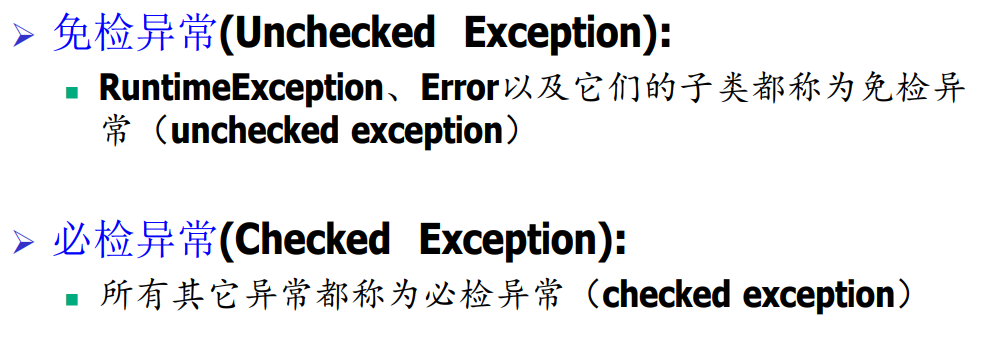 免检异常(Unchecked Exception):
RuntimeException、Error以及它们的子类都称为免检异
常（unchecked exception）
必检异常(Checked Exception):
所有其它异常都称为必检异常（checked exception）